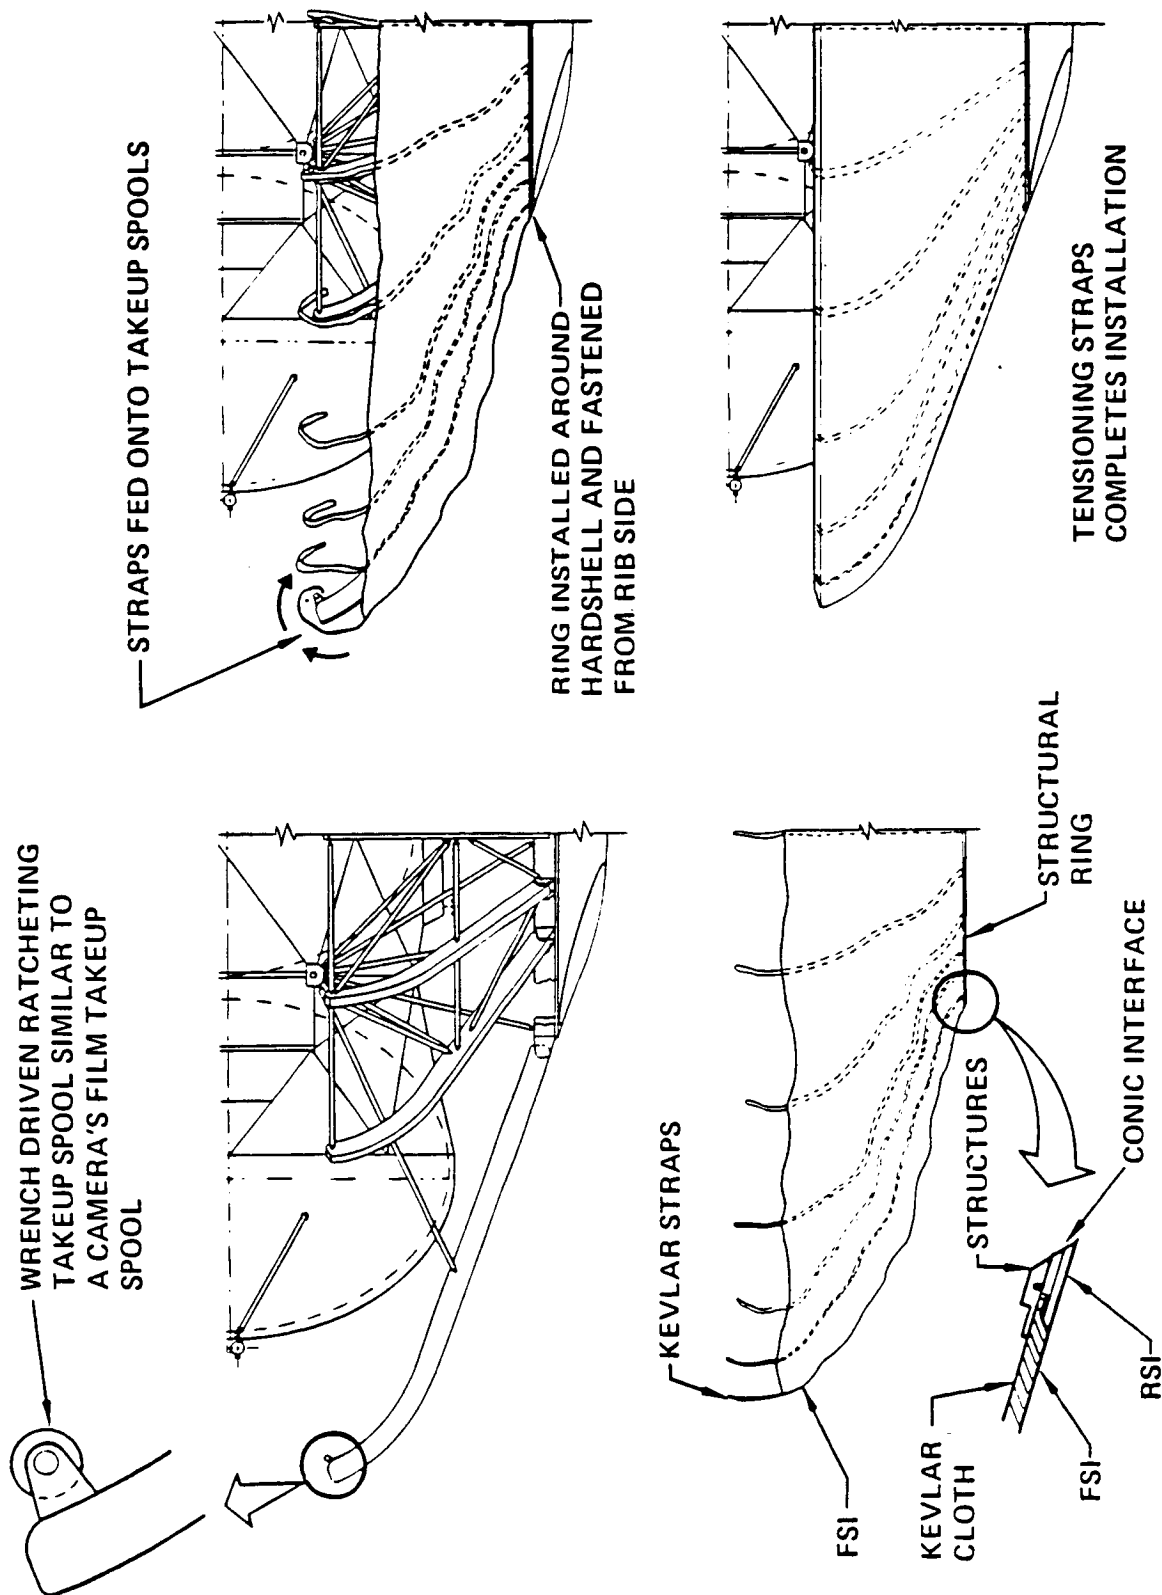 WRENCH DRIVEN RATCHETING
TAKEUP SPOOL SIMILAR TO
A CAMERA'S FILM TAKEUP
SPOOL
STRAPS FED ONTO TAKEUP SPOOLS
RING INSTALLED AROUND
HARDSHELL AND FASTENED
FROM RIB SIDE
KEVLAR STRAPS
FSI
KEVLAR
CLOTH
FSI
RSI
STRUCTURES
CONIC INTERFACE
STRUCTURAL
RING
TENSIONING STRAPS
COMPLETES INSTALLATION